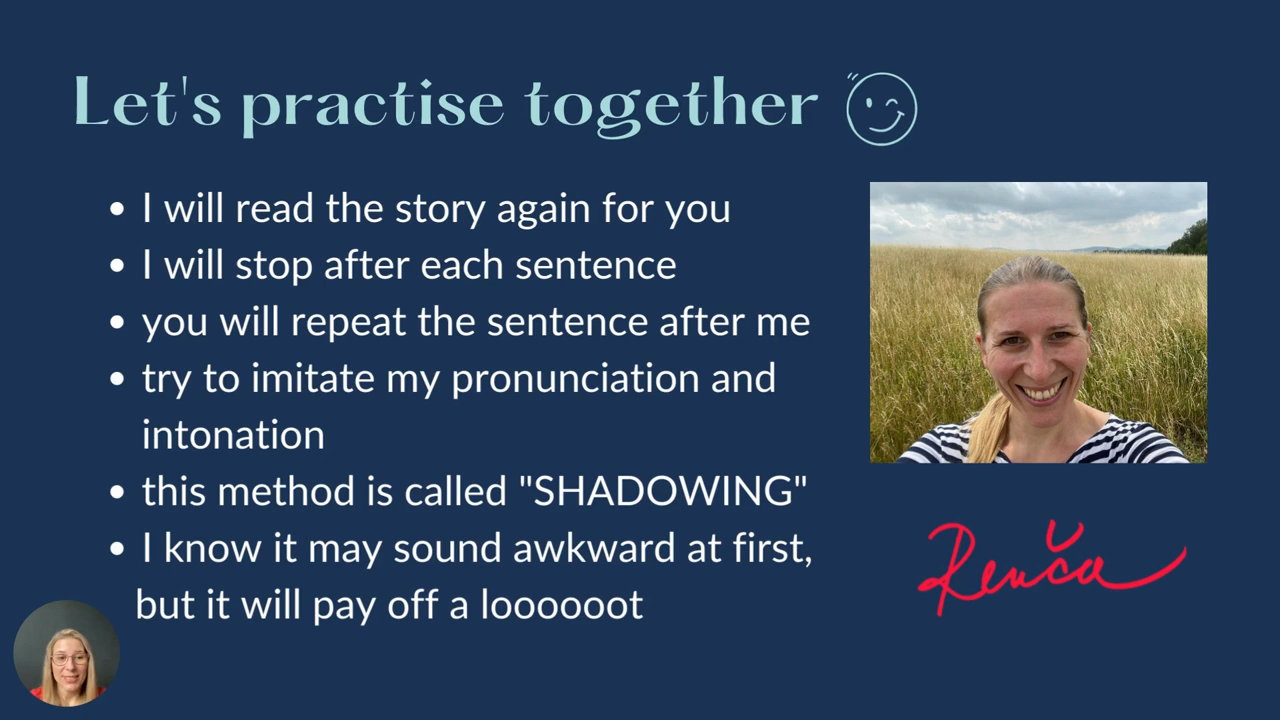 Let's practise together
I will read the story again for you
I will stop after each sentence
you will repeat the sentence after me
try to imitate my pronunciation and
intonation
this method is called "SHADOWING"
I know it may sound awkward at first,
but it will pay off a loooooot
Renča